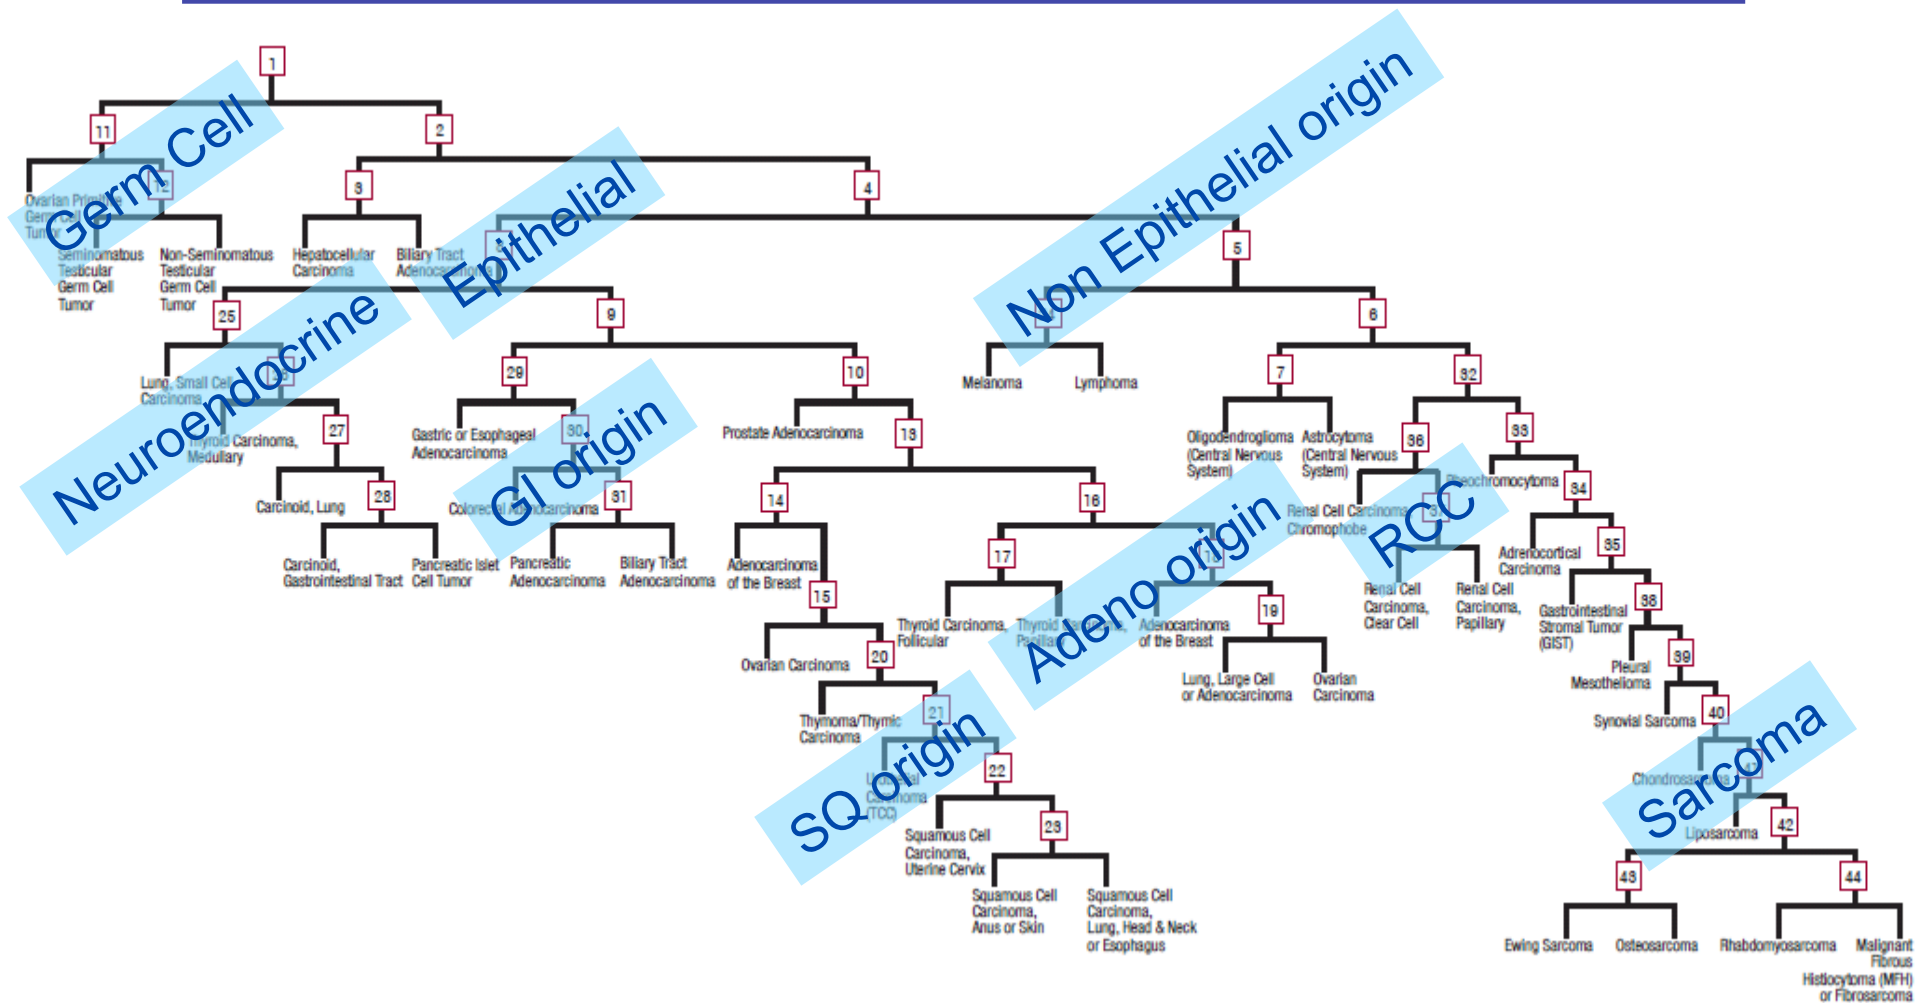 1
11
2
Germ Cell
12
3
4
Ovarian Primitive
Germ Cell
Tumor
Seminomatous
Testicular
Germ Cell
Tumor
Non-Seminomatous
Testicular
Germ Cell
Tumor
Hepatocellular
Carcinoma
Biliary Tract
Adenocarcinoma
Epithelial
Non Epithelial origin
5
25
9
6
Neuroendocrine
Lung, Small Cell
Carcinoma
29
10
Melanoma
Lymphoma
7
32
Thyroid Carcinoma,
Medullary
27
Gastric or Esophageal
Adenocarcinoma
30
GI origin
Prostate Adenocarcinoma
13
Oligodendroglioma
(Central Nervous
System)
Astrocytoma
(Central Nervous
System)
36
33
Carcinoid, Lung
28
Colorectal Adenocarcinoma
31
14
16
Renal Cell Carcinoma
Chromophobe
37
RCC
Pheochromocytoma
34
Carcinoid,
Gastrointestinal Tract
Pancreatic Islet
Cell Tumor
Pancreatic
Adenocarcinoma
Biliary Tract
Adenocarcinoma
Adenocarcinoma
of the Breast
15
17
18
Adeno origin
Renal Cell
Carcinoma,
Clear Cell
Renal Cell
Carcinoma,
Papillary
Adrenocortical
Carcinoma
35
Ovarian Carcinoma
20
Thyroid Carcinoma,
Follicular
Thyroid Carcinoma,
Papillary
Adenocarcinoma
of the Breast
19
Gastrointestinal
Stromal Tumor
(GIST)
38
Lung, Large Cell
or Adenocarcinoma
Ovarian
Carcinoma
Pleural
Mesothelioma
39
Thymoma/Thymic
Carcinoma
21
SQ origin
Synovial Sarcoma
40
Urothelial
Carcinoma
(TCC)
22
Chondrosarcoma
41
Sarcoma
Squamous Cell
Carcinoma,
Uterine Cervix
23
Liposarcoma
42
Squamous Cell
Carcinoma,
Anus or Skin
Squamous Cell
Carcinoma,
Lung, Head & Neck
or Esophagus
43
44
Ewing Sarcoma
Osteosarcoma
Rhabdomyosarcoma
Malignant
Fibrous
Histiocytoma (MFH)
or Fibrosarcoma